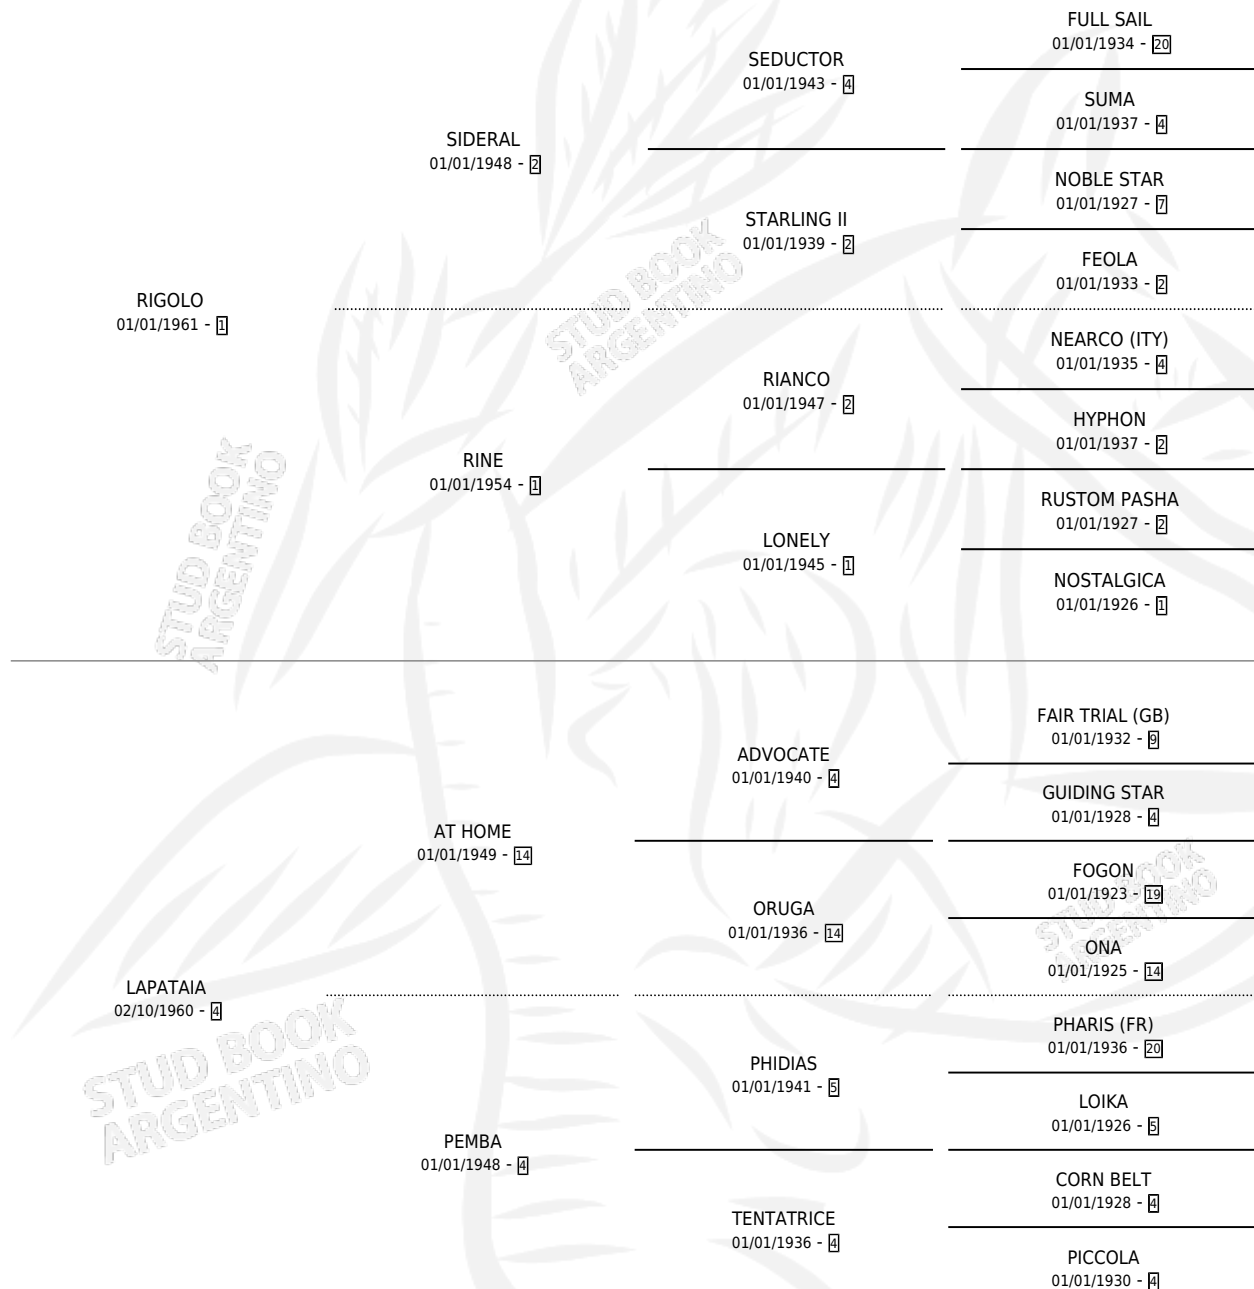 FULL SAIL
01/01/1934 - 20
SEDUCTOR
01/01/1943 - 4
SUMA
01/01/1937 - 4
SIDERAL
01/01/1948 - 2
NOBLE STAR
01/01/1927 - 7
STARLING II
01/01/1939 - 2
FEOLA
01/01/1933 - 2
RIGOLO
01/01/1961 - 1
NEARCO (ITY)
01/01/1935 - 4
RIANCO
01/01/1947 - 2
HYPHON
01/01/1937 - 2
RINE
01/01/1954 - 1
RUSTOM PASHA
01/01/1927 - 2
LONELY
01/01/1945 - 1
NOSTALGICA
01/01/1926 - 1
FAIR TRIAL (GB)
01/01/1932 - 9
ADVOCATE
01/01/1940 - 4
GUIDING STAR
01/01/1928 - 4
AT HOME
01/01/1949 - 14
FOGON
01/01/1923 - 19
ORUGA
01/01/1936 - 14
ONA
01/01/1925 - 14
LAPATAIA
02/10/1960 - 4
PHARIS (FR)
01/01/1936 - 20
PHIDIAS
01/01/1941 - 5
LOIKA
01/01/1926 - 5
PEMBA
01/01/1948 - 4
CORN BELT
01/01/1928 - 4
TENTATRICE
01/01/1936 - 4
PICCOLA
01/01/1930 - 4
STUD BOOK
ARGENTINO
STUD BOOK
ARGENTINO
STUD BOOK
ARGENTINO
STUD BOOK
ARGENTINO